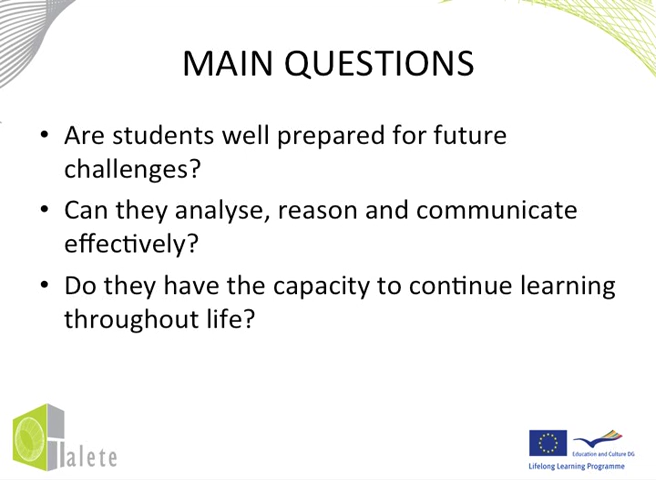 MAIN QUESTIONS
• Are students well prepared for future
challenges?
• Can they analyse, reason and communicate
effectively?
• Do they have the capacity to continue learning
throughout life?
Talete
Education and Culture DG
Lifelong Learning Programme